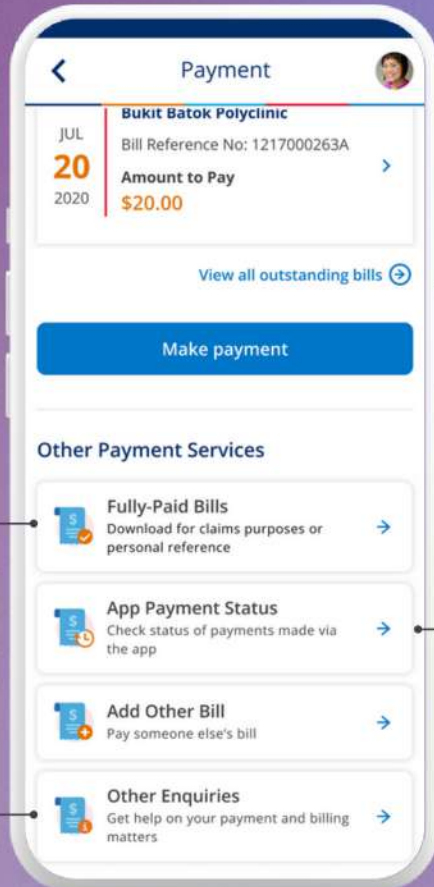 Payment
Bukit Batok Polyclinic
JUL
20
2020
Bill Reference No: 1217000263A
Amount to Pay
$20.00
View all outstanding bills
Make payment
Other Payment Services
Fully-Paid Bills
Download for claims purposes or
personal reference
App Payment Status
Check status of payments made via
the app
Add Other Bill
Pay someone else's bill
Other Enquiries
Get help on your payment and billing
matters